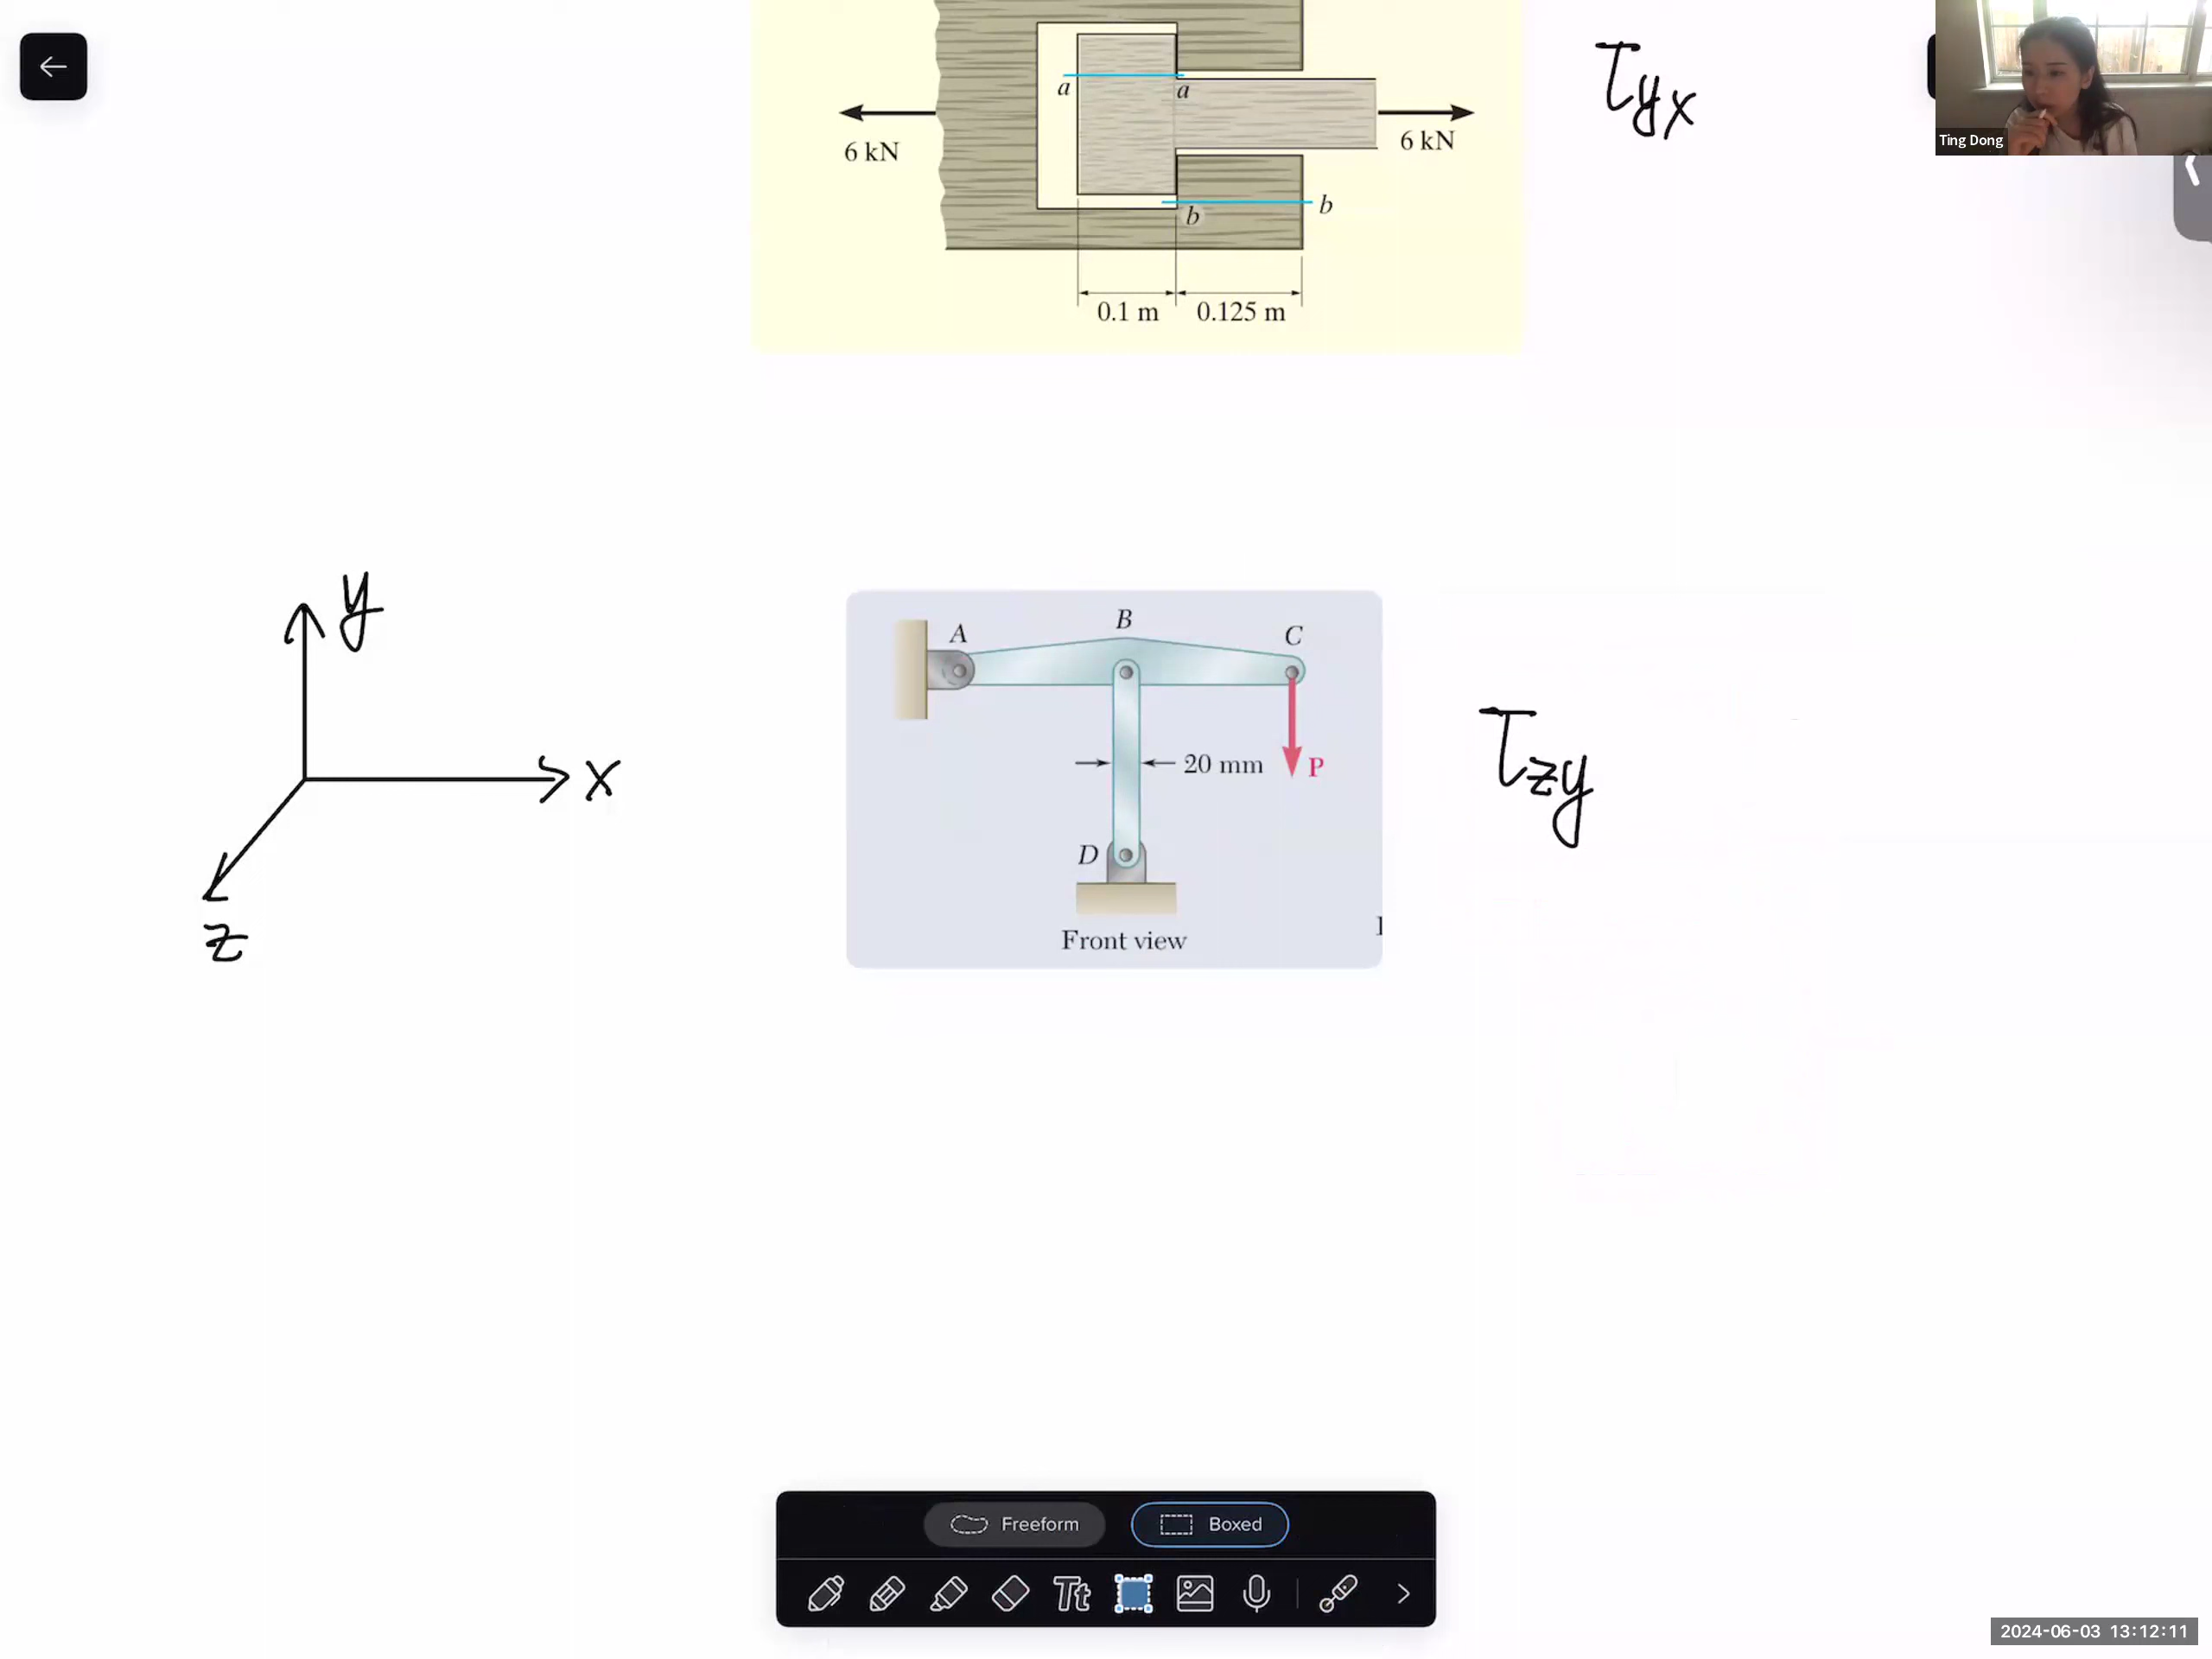 τyx
Ting Dong
a
a
6 kN
6 kN
b
b
0.1 m
0.125 m
y
x
z
A
B
C
20 mm
P
D
Front view
τzy
Freeform
Boxed
Tt
2024-06-03 13:12:11